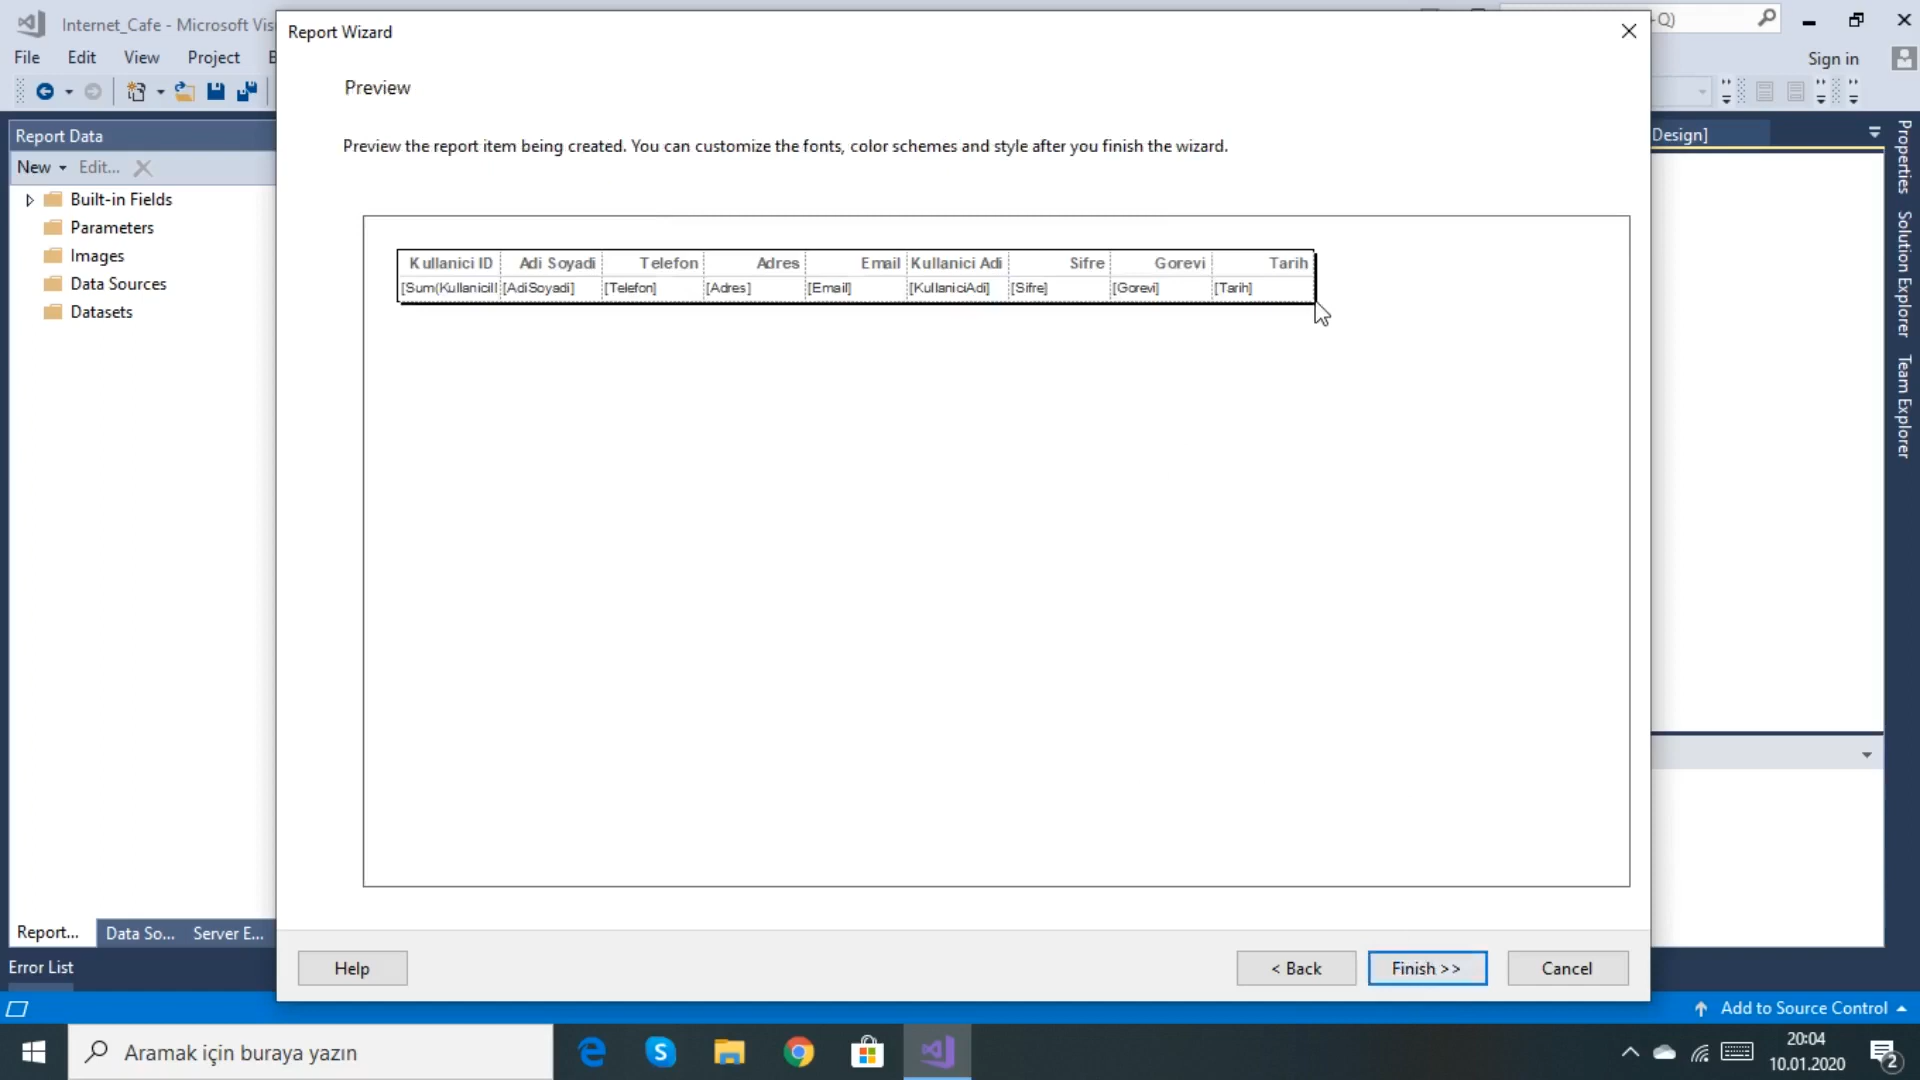 Internet_Cafe - Microsoft Vis
Report Wizard
-Q)
File Edit View Project
Sign in
Preview
Report Data
Design]
Preview the report item being created. You can customize the fonts, color schemes and style after you finish the wizard.
New Edit...
Built-in Fields
Parameters
Images
Data Sources
Datasets
Kullanici ID Adi Soyadi Telefon Adres Email Kullanici Adi Sifre Gorevi Tarih
[Sum(KullaniciI [AdiSoyadi] [Telefon] [Adres] [Email] [KullaniciAdi] [Sifre] [Gorevi] [Tarih]
Properties
Solution Explorer
Team Explorer
Report... Data So... Server E...
Error List
Help < Back Finish >> Cancel
Add to Source Control
Aramak için buraya yazın
20:04
10.01.2020
2